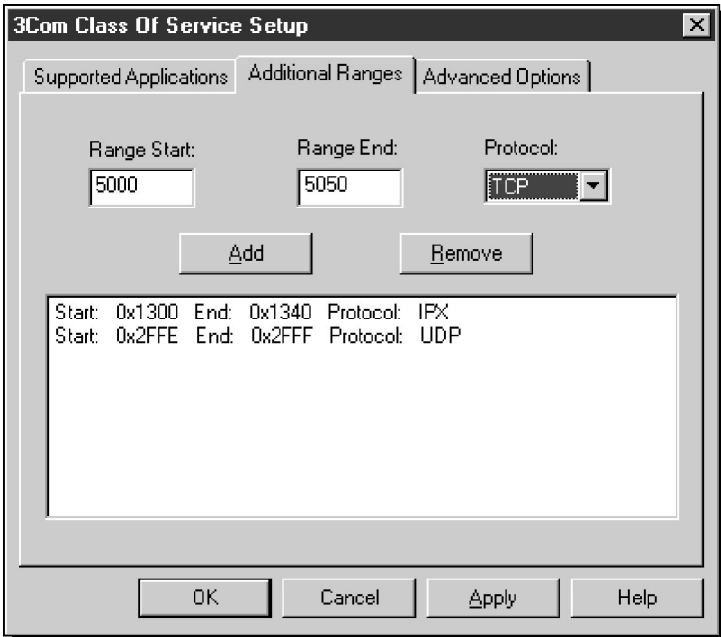 3Com Class Of Service Setup
Supported Applications Additional Ranges Advanced Options
Range Start: Range End: Protocol:
5000 5050 TCP
Add Remove
Start: 0x1300 End: 0x1340 Protocol: IPX
Start: 0x2FFE End: 0x2FFF Protocol: UDP
OK Cancel Apply Help